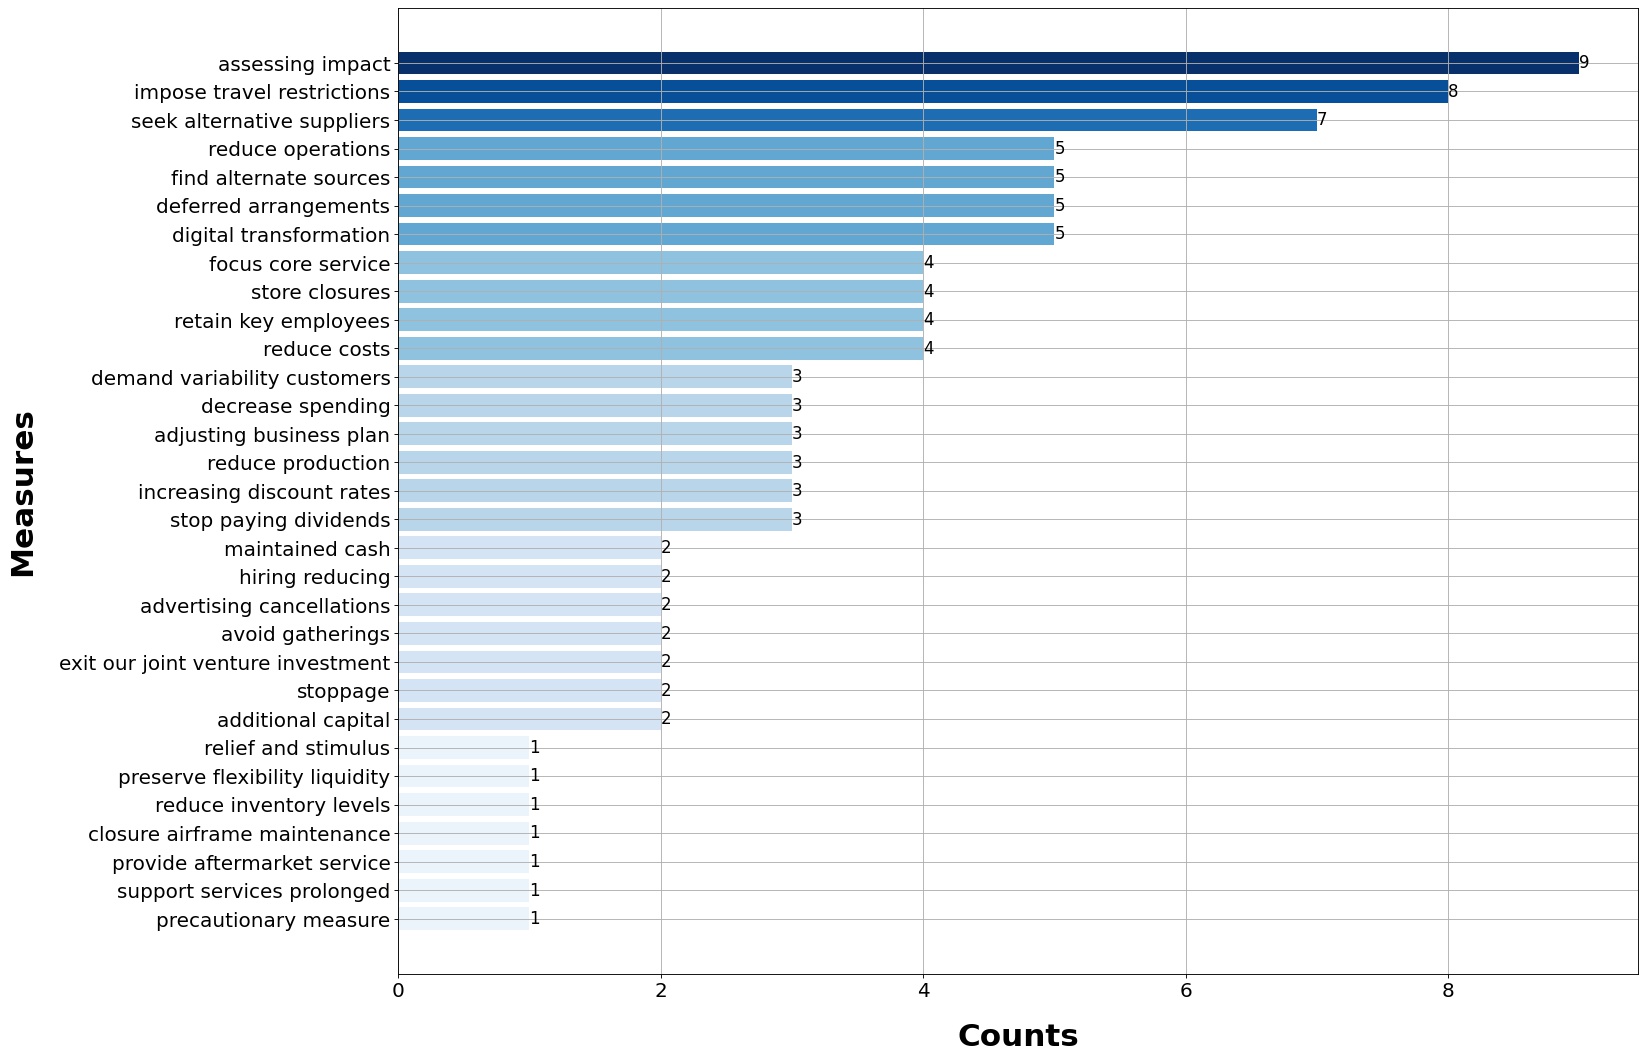 Measures
assessing impact 9
impose travel restrictions 8
seek alternative suppliers 7
reduce operations 5
find alternate sources 5
deferred arrangements 5
digital transformation 5
focus core service 4
store closures 4
retain key employees 4
reduce costs 4
demand variability customers 3
decrease spending 3
adjusting business plan 3
reduce production 3
increasing discount rates 3
stop paying dividends 3
maintained cash 2
hiring reducing 2
advertising cancellations 2
avoid gatherings 2
exit our joint venture investment 2
stoppage 2
additional capital 2
relief and stimulus 1
preserve flexibility liquidity 1
reduce inventory levels 1
closure airframe maintenance 1
provide aftermarket service 1
support services prolonged 1
precautionary measure 1
0 2 4 6 8
Counts